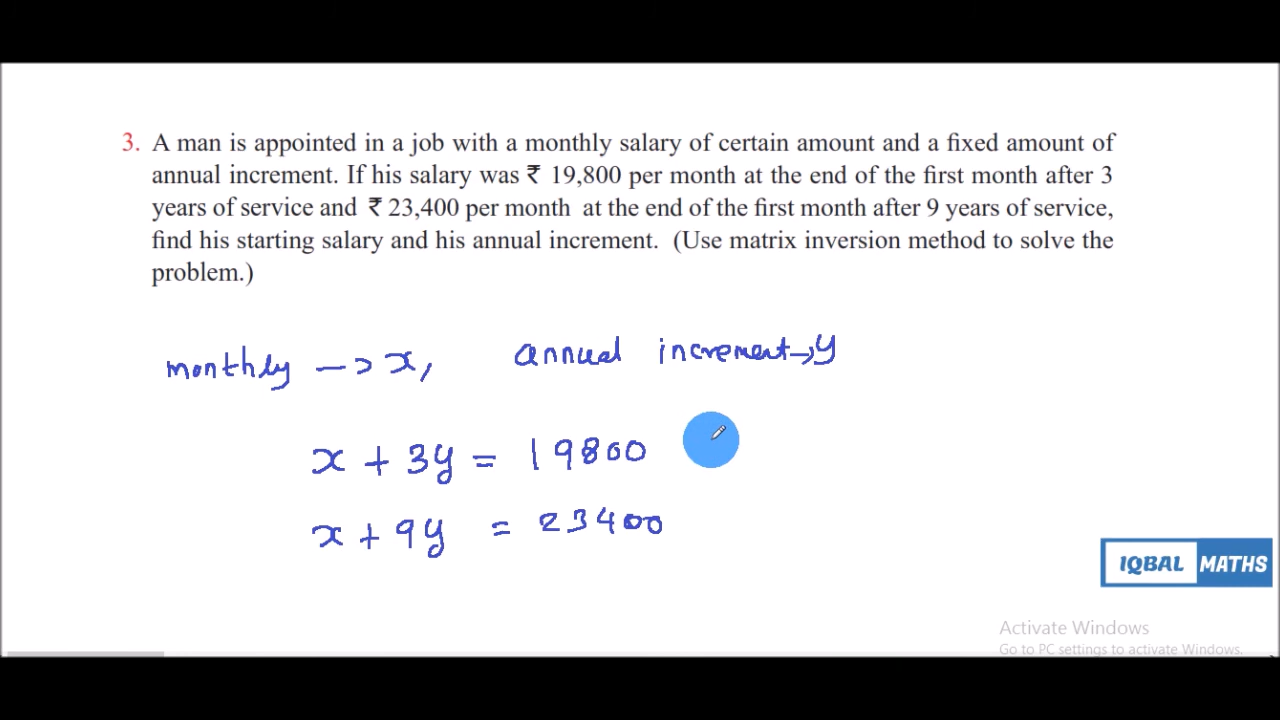 3. A man is appointed in a job with a monthly salary of certain amount and a fixed amount of
annual increment. If his salary was ₹ 19,800 per month at the end of the first month after 3
years of service and ₹ 23,400 per month at the end of the first month after 9 years of service,
find his starting salary and his annual increment. (Use matrix inversion method to solve the
problem.)
monthly → x, annual increment → y
x + 3y = 19800
x + 9y = 23400
IQBAL MATHS
Activate Windows
Go to PC settings to activate Windows.